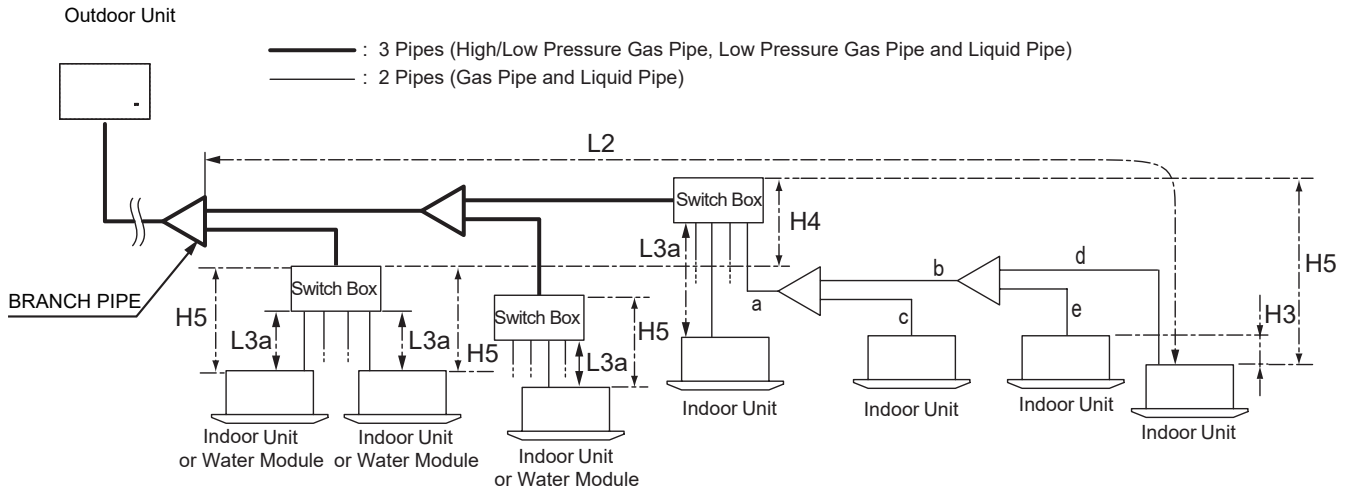 Outdoor Unit
: 3 Pipes (High/Low Pressure Gas Pipe, Low Pressure Gas Pipe and Liquid Pipe)
: 2 Pipes (Gas Pipe and Liquid Pipe)
L2
Switch Box
H4
H5
L3a
a
b
c
d
e
H3
BRANCH PIPE
Switch Box
H5
L3a
L3a
H5
Switch Box
L3a
H5
Indoor Unit
or Water Module
Indoor Unit
or Water Module
Indoor Unit
or Water Module
Indoor Unit
Indoor Unit
Indoor Unit
Indoor Unit